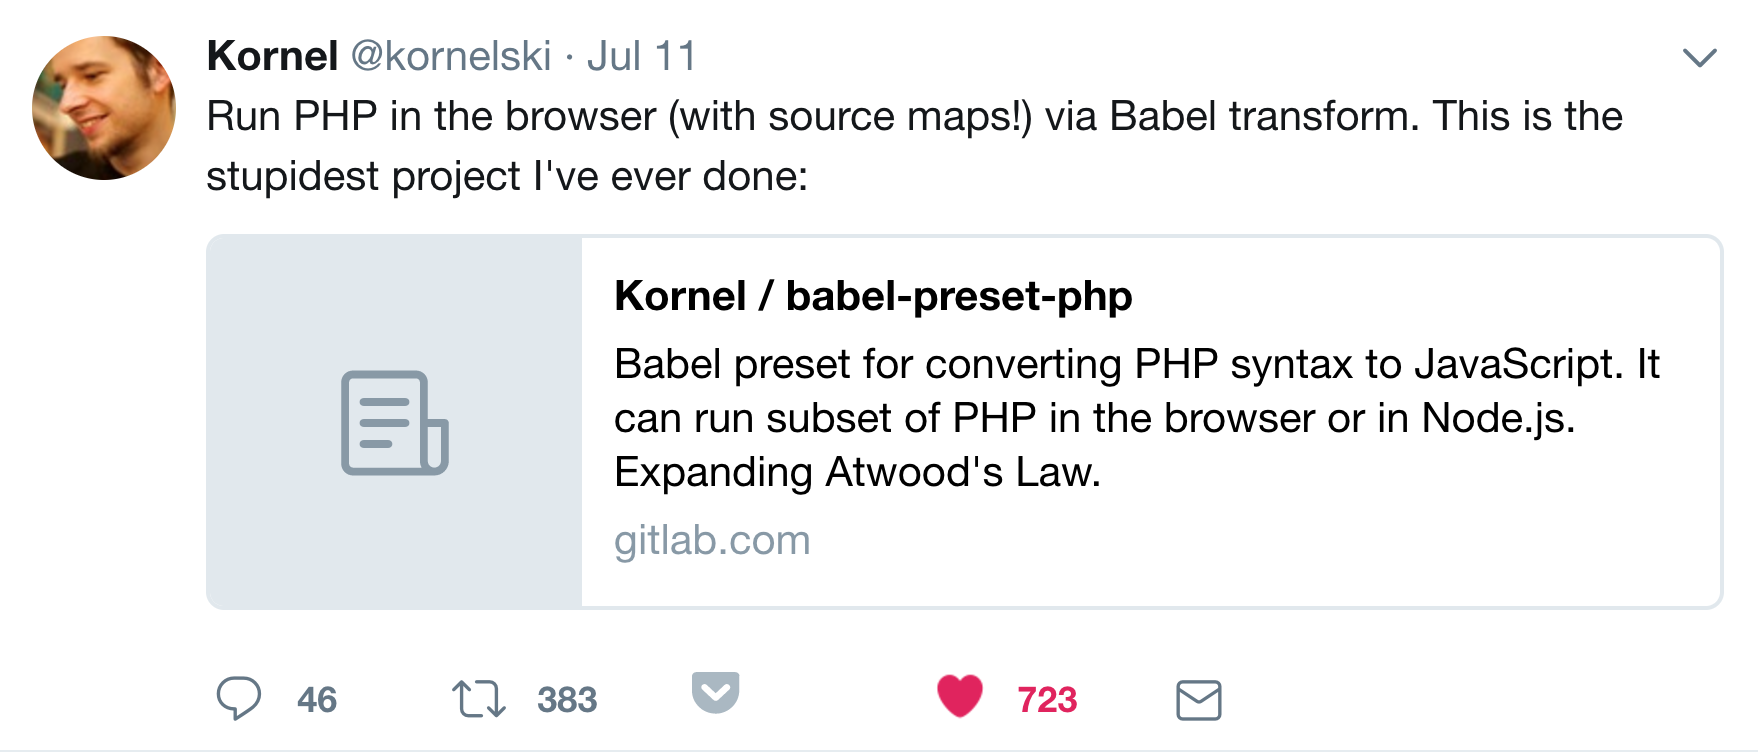 Kornel @kornelski · Jul 11
Run PHP in the browser (with source maps!) via Babel transform. This is the
stupidest project I've ever done:
Kornel / babel-preset-php
Babel preset for converting PHP syntax to JavaScript. It
can run subset of PHP in the browser or in Node.js.
Expanding Atwood's Law.
gitlab.com
46 383 723